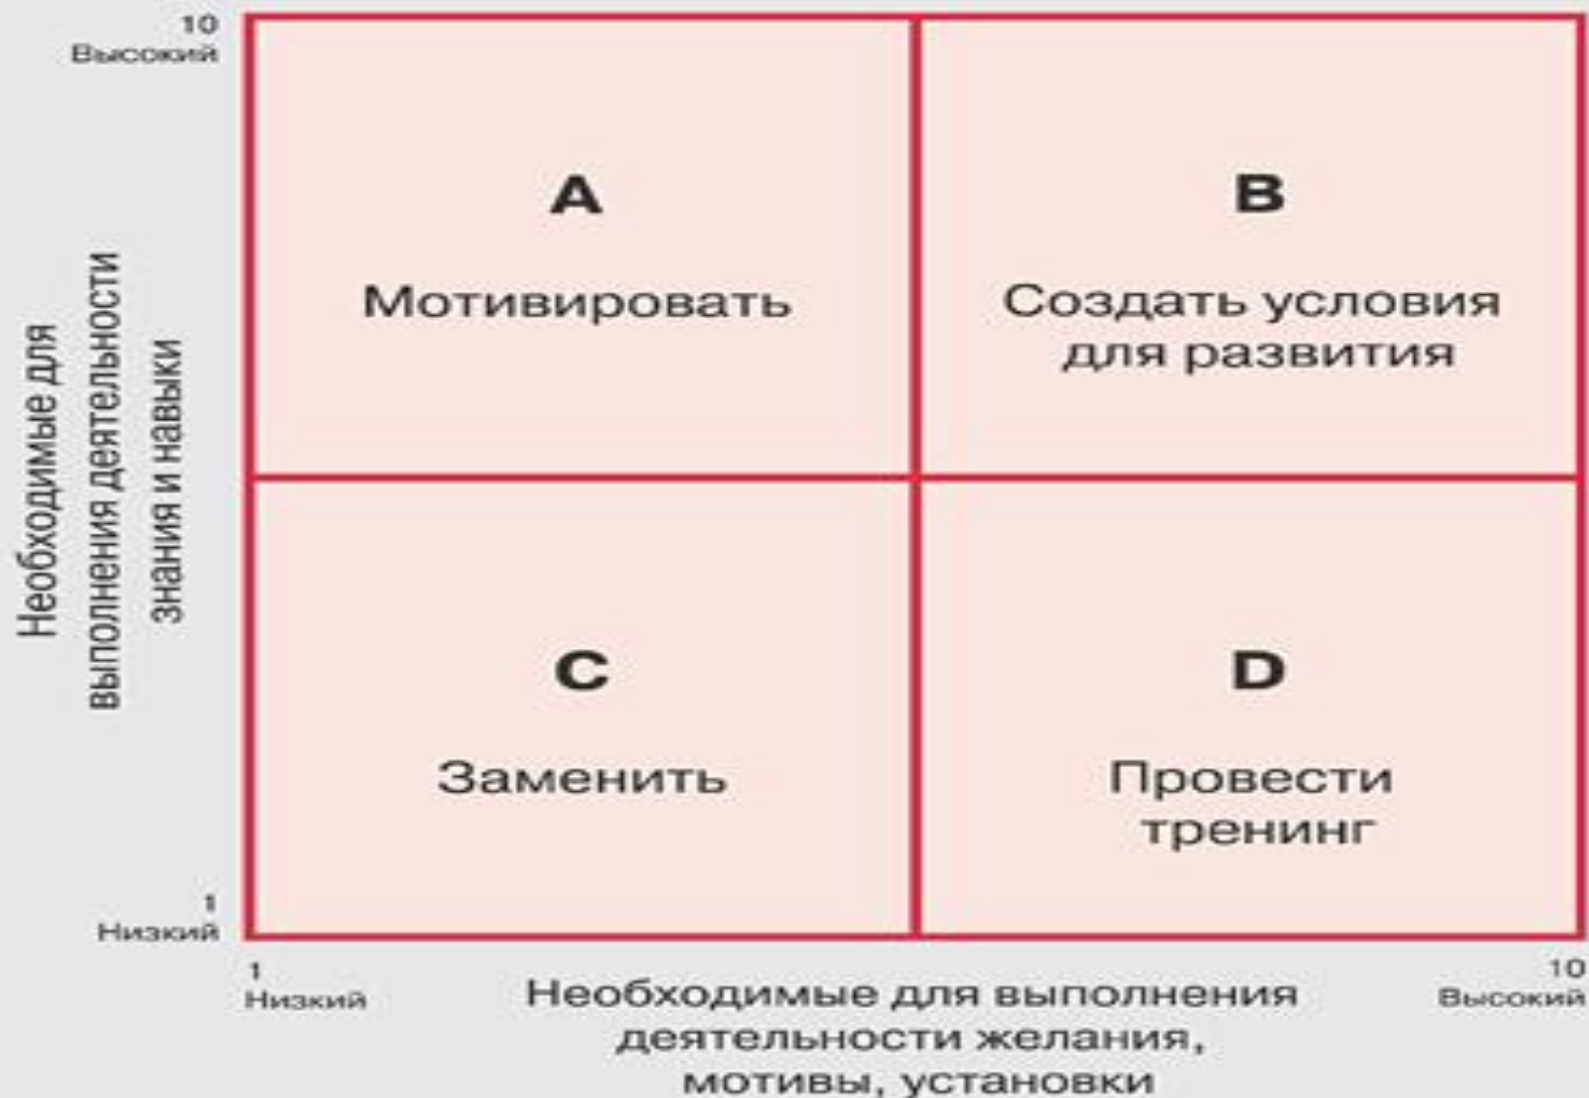 10
Высокий
A
Мотивировать
B
Создать условия
для развития
Необходимые для
выполнения деятельности
знания и навыки
C
Заменить
D
Провести
тренинг
1
Низкий
1
Низкий
Необходимые для выполнения
деятельности желания,
мотивы, установки
10
Высокий